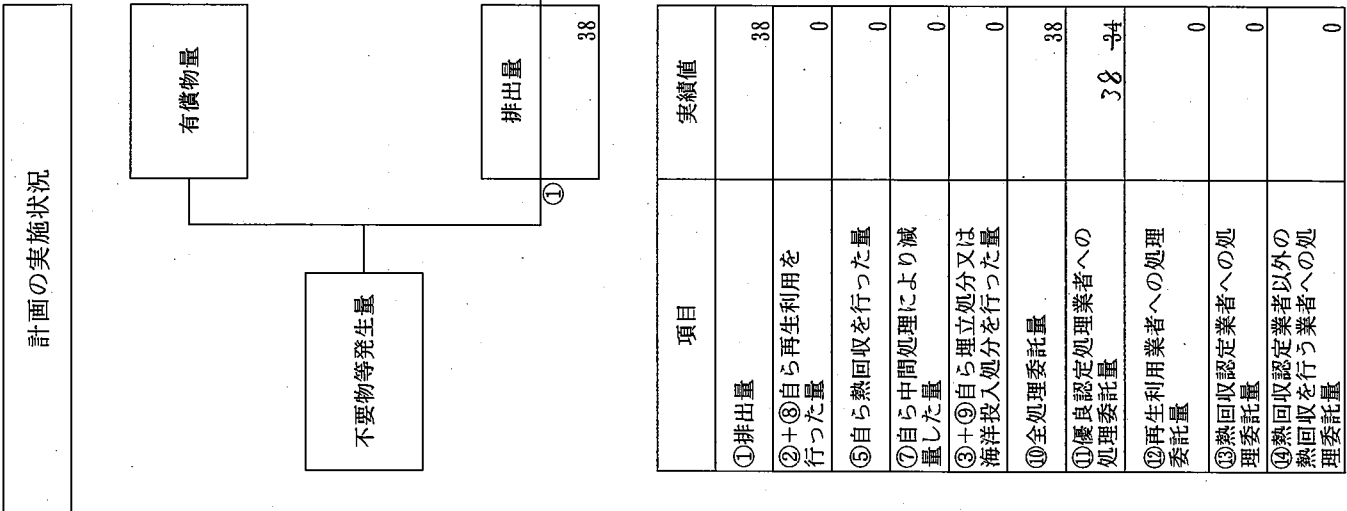 計画の実施状況
有償物量
不要物等発生量
①
排出量
38
項目
実績値
①排出量
38
②+⑧自ら再生利用を
行った量
0
⑤自ら熱回収を行った量
0
⑦自ら中間処理により減
量した量
0
③+⑨自ら埋立処分又は
海洋投入処分を行った量
0
⑩全処理委託量
38
⑪優良認定処理業者への
処理委託量
38 34
⑫再生利用業者への処理
委託量
0
⑬熱回収認定業者への処
理委託量
0
⑭熱回収認定業者以外の
熱回収を行う業者への処
理委託量
0